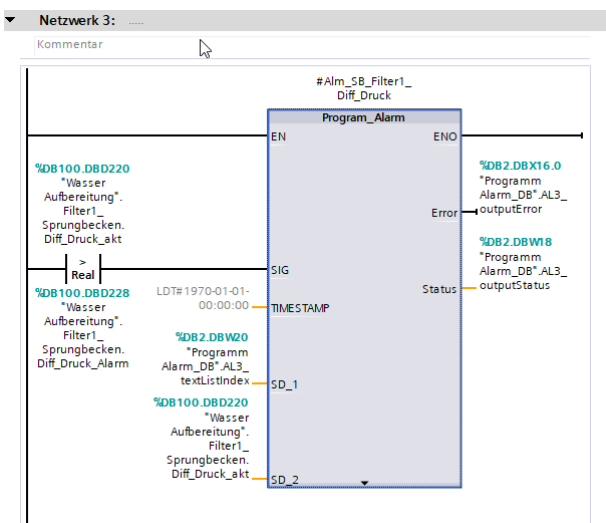 Netzwerk 3: .....
Kommentar
#Alm_SB_Filter1_
Diff_Druck
Program_Alarm
EN
ENO
%DB100.DBD220
"Wasser
Aufbereitung".
Filter1_
Sprungbecken.
Diff_Druck_akt
>
Real
%DB100.DBD228
"Wasser
Aufbereitung".
Filter1_
Sprungbecken.
Diff_Druck_Alarm
SIG
LDT#1970-01-01-
00:00:00
TIMESTAMP
%DB2.DBW20
"Programm
Alarm_DB".AL3_
textListIndex
SD_1
%DB100.DBD220
"Wasser
Aufbereitung".
Filter1_
Sprungbecken.
Diff_Druck_akt
SD_2
%DB2.DBX16.0
"Programm
Alarm_DB".AL3_
outputError
Error
%DB2.DBW18
"Programm
Alarm_DB".AL3_
outputStatus
Status